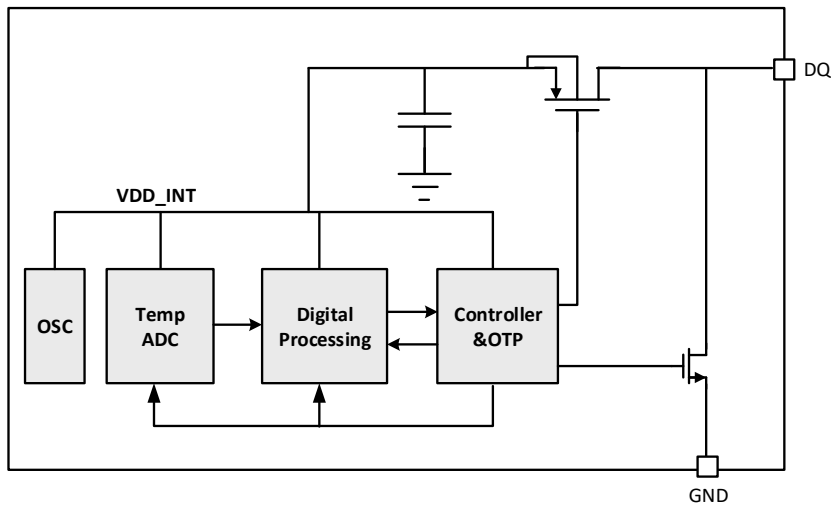 DQ
VDD_INT
OSC
Temp
ADC
Digital
Processing
Controller
&OTP
GND